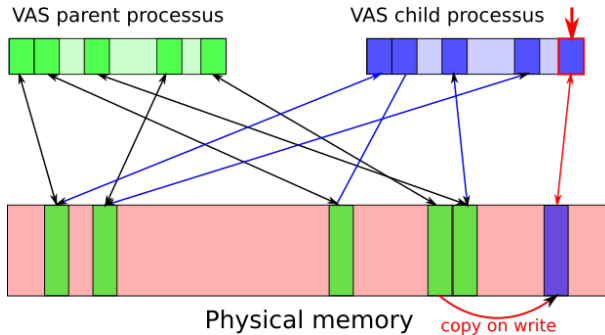 VAS parent processus
VAS child processus
Physical memory
copy on write